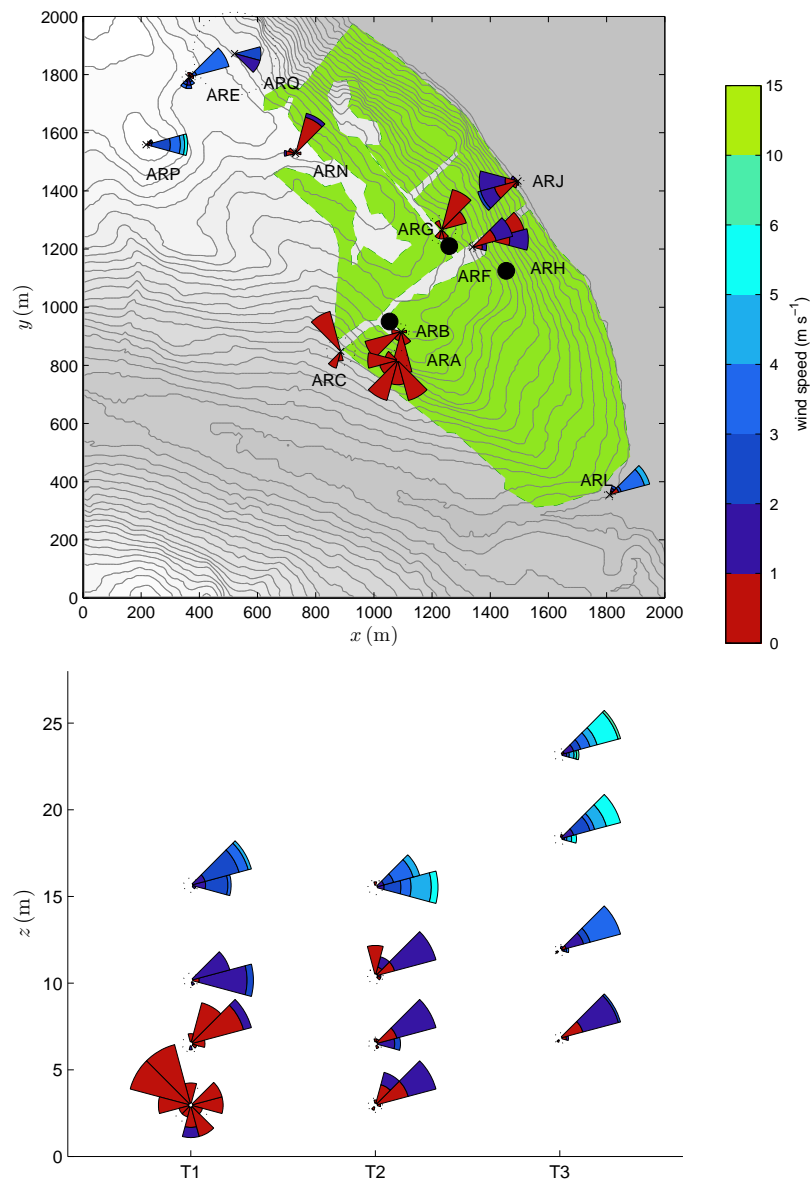 2000
1800
1600
1400
1200
1000
800
600
400
200
0
y (m)
0 200 400 600 800 1000 1200 1400 1600 1800 2000
x (m)
ARE
ARQ
ARP
ARN
ARJ
ARG
ARF
ARH
ARB
ARA
ARC
ARL
15
10
6
5
4
3
2
1
0
wind speed (m s⁻¹)
25
20
15
10
5
0
z (m)
T1 T2 T3